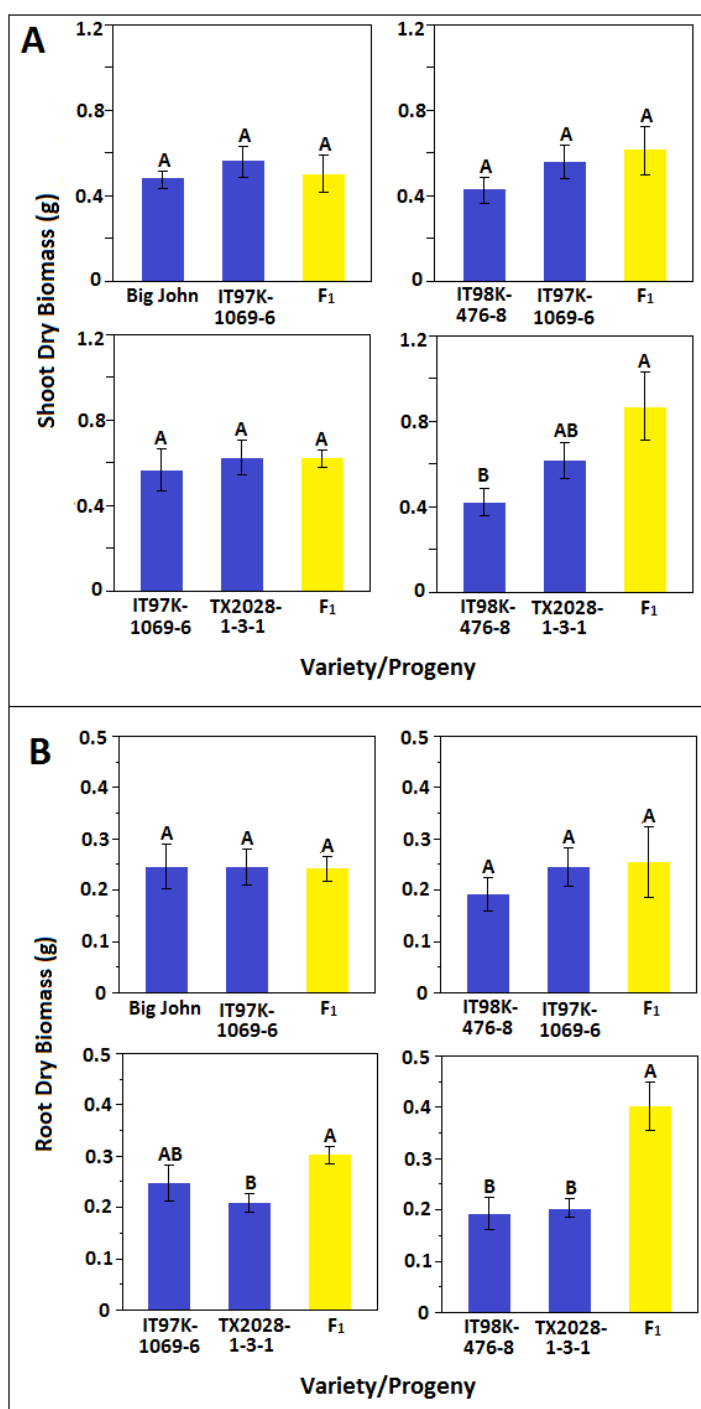 A
Shoot Dry Biomass (g)
1.2
0.8
0.4
0
A
A
A
Big John
IT97K-
1069-6
F₁
1.2
0.8
0.4
0
A
A
A
IT98K-
476-8
IT97K-
1069-6
F₁
1.2
0.8
0.4
0
A
A
A
IT97K-
1069-6
TX2028-
1-3-1
F₁
1.2
0.8
0.4
0
B
AB
A
IT98K-
476-8
TX2028-
1-3-1
F₁
Variety/Progeny
B
Root Dry Biomass (g)
0.5
0.4
0.3
0.2
0.1
0
A
A
A
Big John
IT97K-
1069-6
F₁
0.5
0.4
0.3
0.2
0.1
0
A
A
A
IT98K-
476-8
IT97K-
1069-6
F₁
0.5
0.4
0.3
0.2
0.1
0
AB
B
A
IT97K-
1069-6
TX2028-
1-3-1
F₁
0.5
0.4
0.3
0.2
0.1
0
B
B
A
IT98K-
476-8
TX2028-
1-3-1
F₁
Variety/Progeny